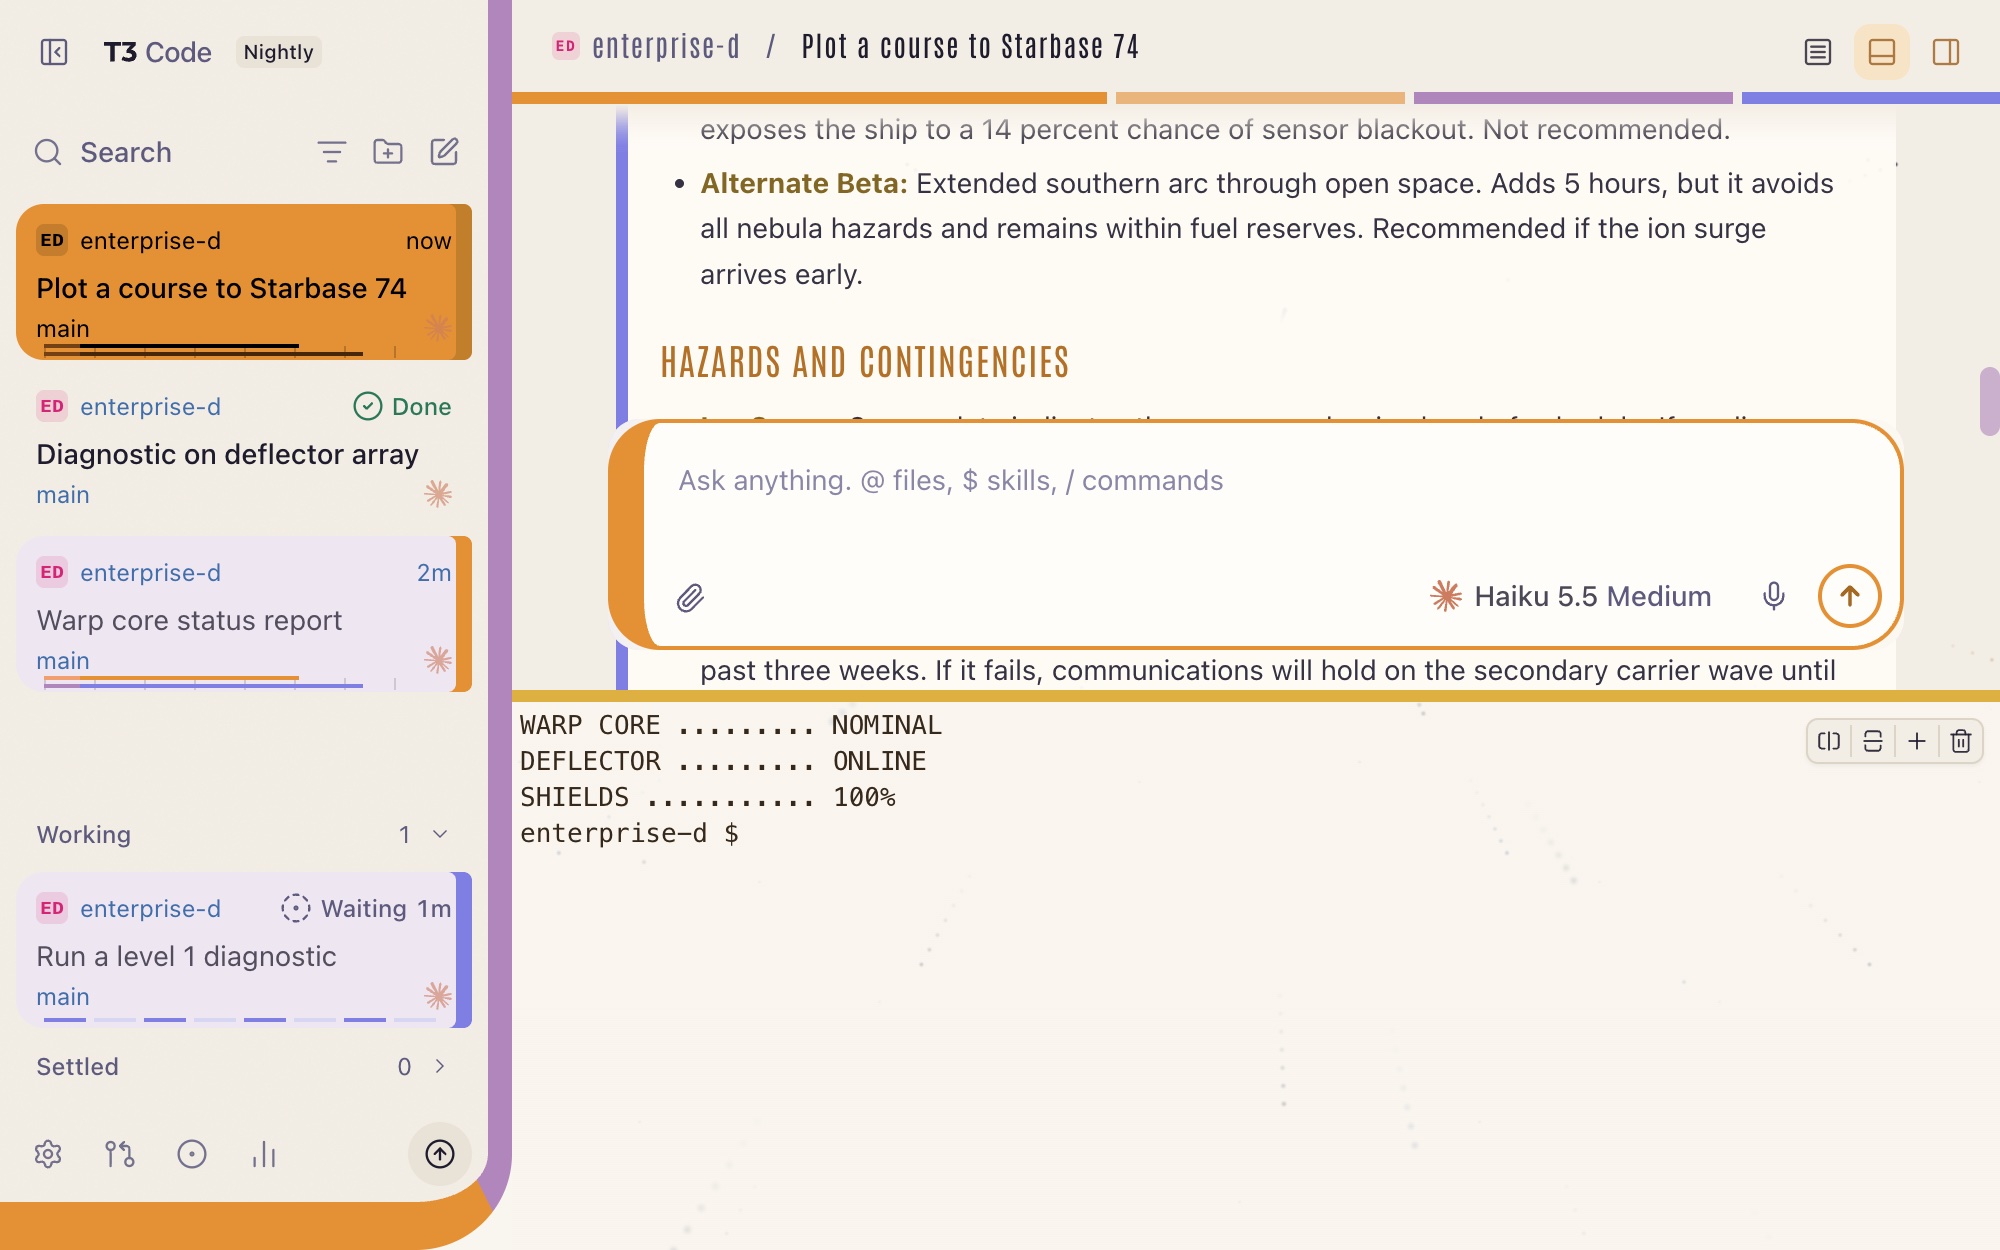 T3 Code Nightly
Search
ED enterprise-d now
Plot a course to Starbase 74
main
ED enterprise-d Done
Diagnostic on deflector array
main
ED enterprise-d 2m
Warp core status report
main
Working 1
ED enterprise-d Waiting 1m
Run a level 1 diagnostic
main
Settled 0
ED enterprise-d / Plot a course to Starbase 74
exposes the ship to a 14 percent chance of sensor blackout. Not recommended.
• Alternate Beta: Extended southern arc through open space. Adds 5 hours, but it avoids
all nebula hazards and remains within fuel reserves. Recommended if the ion surge
arrives early.
HAZARDS AND CONTINGENCIES
Ask anything. @ files, $ skills, / commands
Haiku 5.5 Medium
past three weeks. If it fails, communications will hold on the secondary carrier wave until
WARP CORE ......... NOMINAL
DEFLECTOR ......... ONLINE
SHIELDS ........... 100%
enterprise-d $